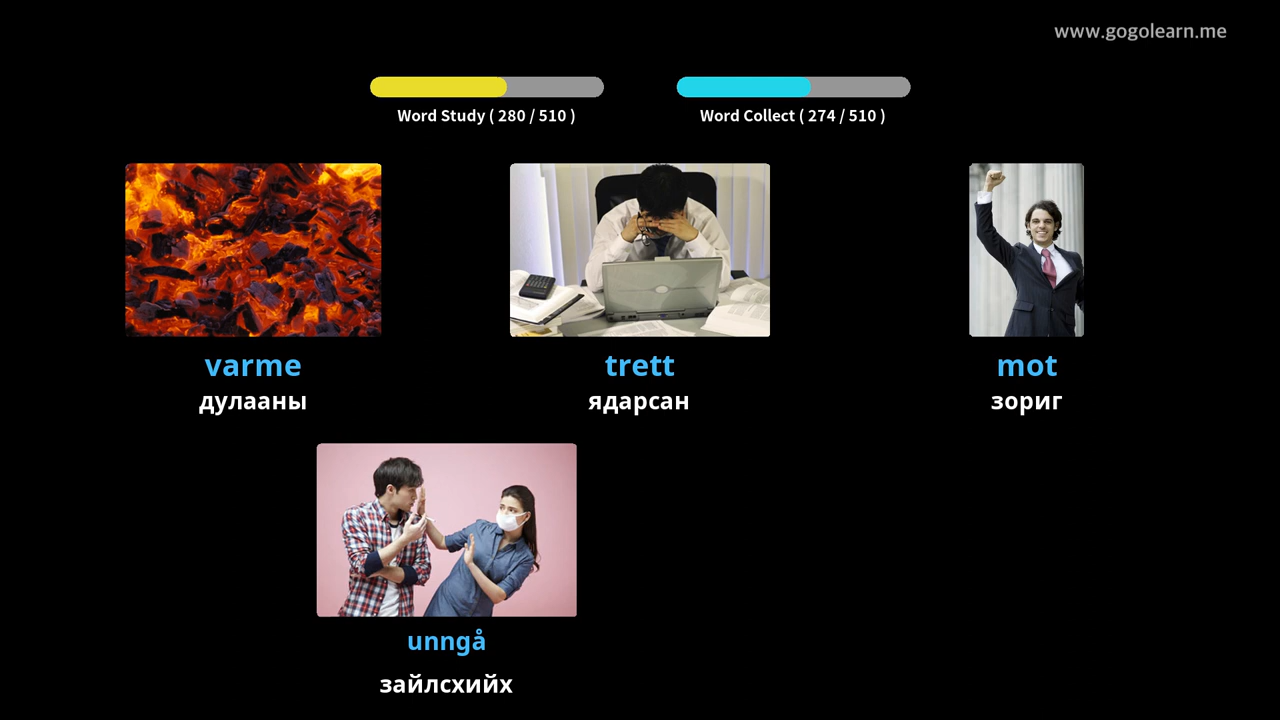 www.gogolearn.me
Word Study ( 280 / 510 )
Word Collect ( 274 / 510 )
varme
дулааны
trett
ядарсан
mot
зориг
unngå
зайлсхийх